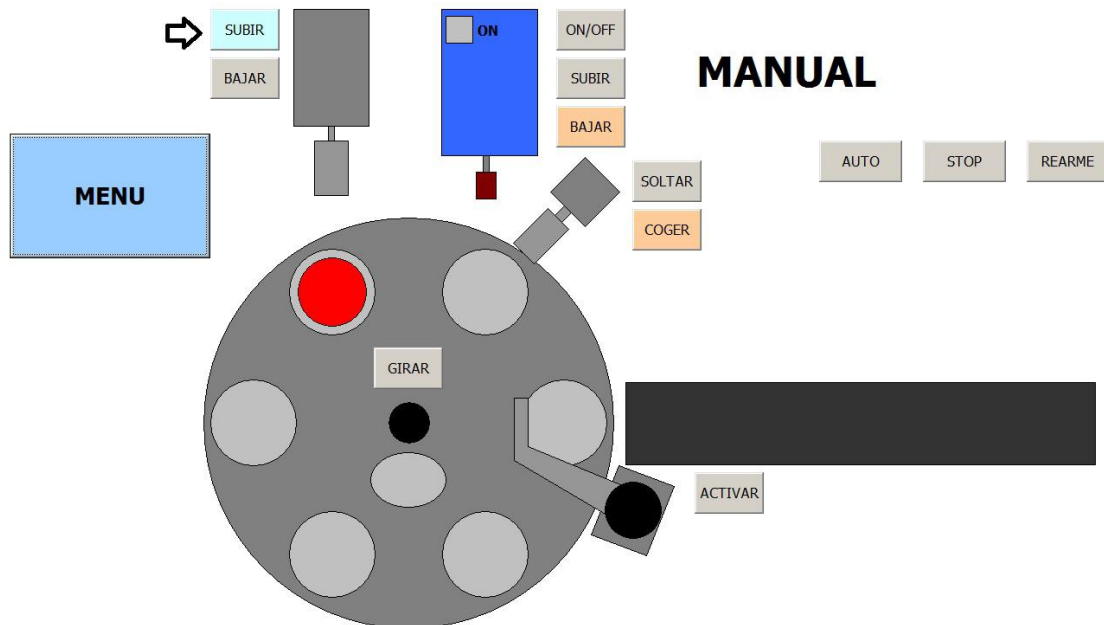 SUBIR
BAJAR
ON
ON/OFF
SUBIR
BAJAR
MANUAL
MENU
AUTO
STOP
REARME
SOLTAR
COGER
GIRAR
ACTIVAR